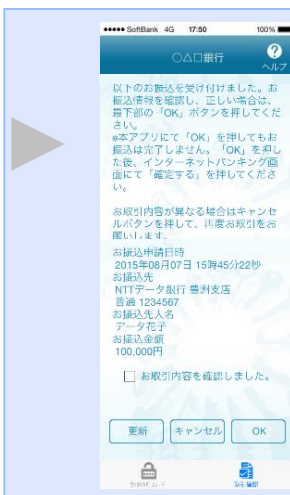 SoftBank 4G 17:50 100%
○△□銀行
?
ヘルプ
以下のお振込を受け付けました。お
振込情報を確認し、正しい場合は、
最下部の「OK」ボタンを押してくだ
さい。
*本アプリにて「OK」を押してもお
振込は完了しません。「OK」を押し
た後、インターネットバンキング画
面にて「確定する」を押してくださ
い。
お取引内容が異なる場合はキャンセ
ルボタンを押して、再度お取引をお
願いします。
お振込申請日時
2015年08月07日 15時45分22秒
お振込先
NTTデータ銀行 豊洲支店
普通 1234567
お振込先人名
データ花子
お振込金額
100,000円
お取引内容を確認しました。
更新 キャンセル OK